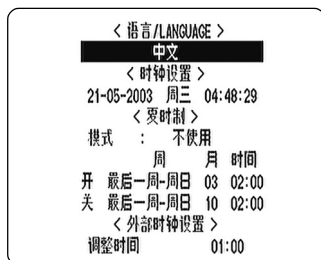 < 语言/LANGUAGE >
中文
< 时钟设置 >
21-05-2003 周三 04:48:29
< 夏时制 >
模式 : 不使用
周 月 时间
开 最后一周-周日 03 02:00
关 最后一周-周日 10 02:00
< 外部时钟设置 >
调整时间 01:00